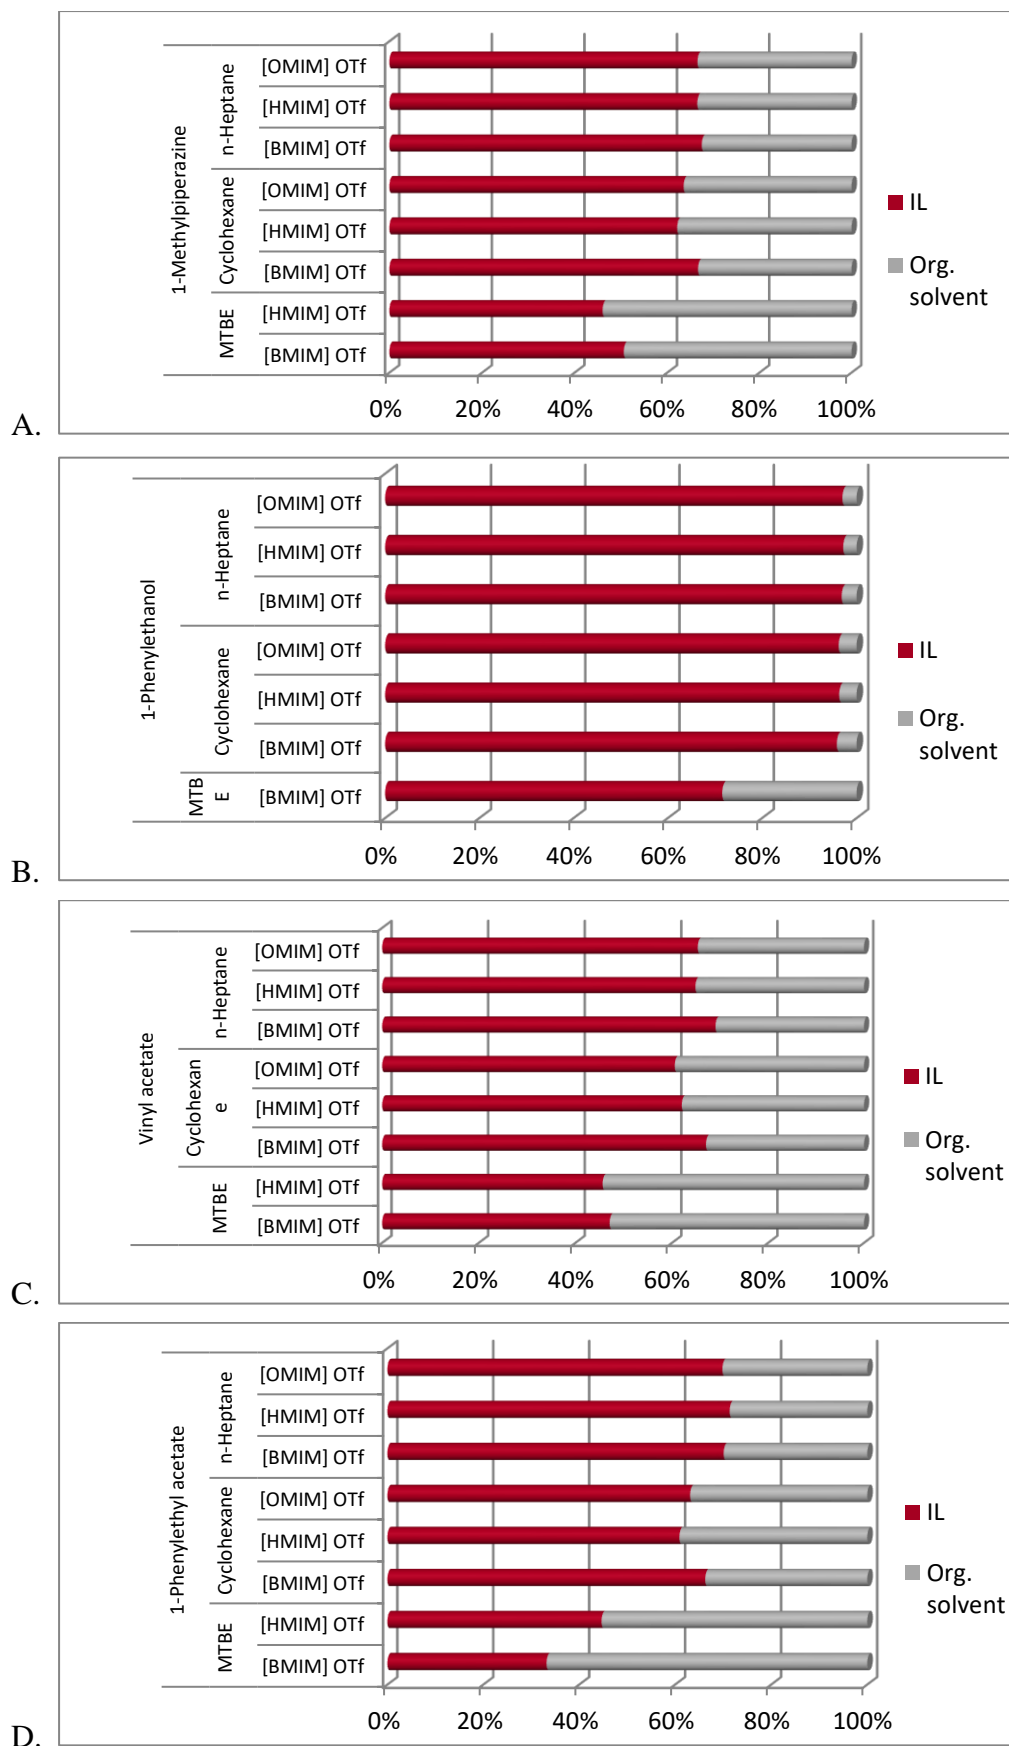 A.
1-Methylpiperazine
n-Heptane
[OMIM] OTf
[HMIM] OTf
[BMIM] OTf
Cyclohexane
[OMIM] OTf
[HMIM] OTf
[BMIM] OTf
MTBE
[HMIM] OTf
[BMIM] OTf
0% 20% 40% 60% 80% 100%
IL
Org.
solvent
B.
1-Phenylethanol
n-Heptane
[OMIM] OTf
[HMIM] OTf
[BMIM] OTf
Cyclohexane
[OMIM] OTf
[HMIM] OTf
[BMIM] OTf
MTB
E
[BMIM] OTf
0% 20% 40% 60% 80% 100%
IL
Org.
solvent
C.
Vinyl acetate
n-Heptane
[OMIM] OTf
[HMIM] OTf
[BMIM] OTf
Cyclohexan
e
[OMIM] OTf
[HMIM] OTf
[BMIM] OTf
MTBE
[HMIM] OTf
[BMIM] OTf
0% 20% 40% 60% 80% 100%
IL
Org.
solvent
D.
1-Phenylethyl acetate
n-Heptane
[OMIM] OTf
[HMIM] OTf
[BMIM] OTf
Cyclohexane
[OMIM] OTf
[HMIM] OTf
[BMIM] OTf
MTBE
[HMIM] OTf
[BMIM] OTf
0% 20% 40% 60% 80% 100%
IL
Org.
solvent